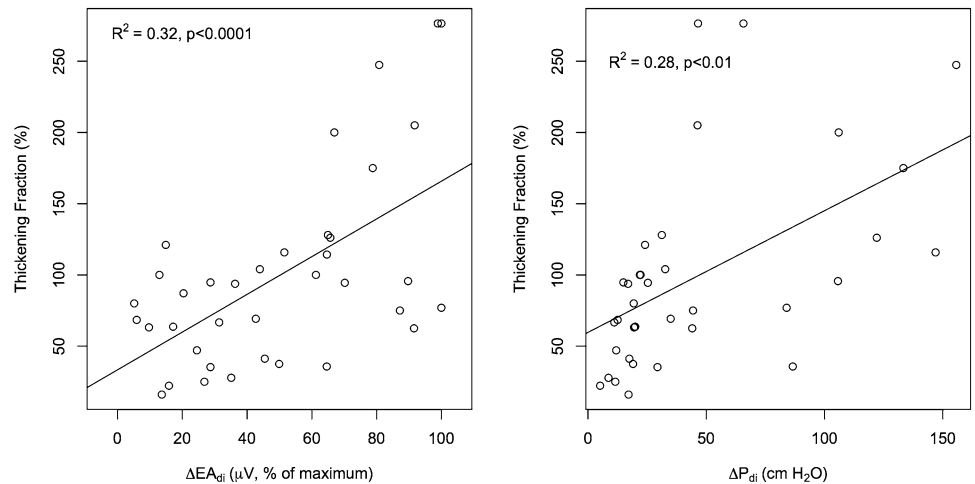 R² = 0.32, p<0.0001
Thickening Fraction (%)
250
200
150
100
50
0 20 40 60 80 100
ΔEAdi (μV, % of maximum)
R² = 0.28, p<0.01
Thickening Fraction (%)
250
200
150
100
50
0 50 100 150
ΔPdi (cm H₂O)